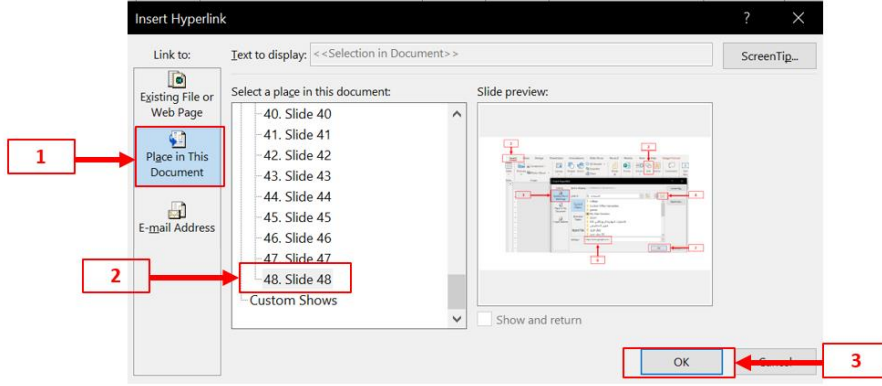 Insert Hyperlink
? ×
Link to:
Text to display: <<Selection in Document>>
ScreenTip...
Existing File or
Web Page
Select a place in this document:
Slide preview:
40. Slide 40
41. Slide 41
1
Place in This
Document
42. Slide 42
43. Slide 43
44. Slide 44
45. Slide 45
E-mail Address
46. Slide 46
47. Slide 47
2
48. Slide 48
Custom Shows
Show and return
OK
Cancel
3